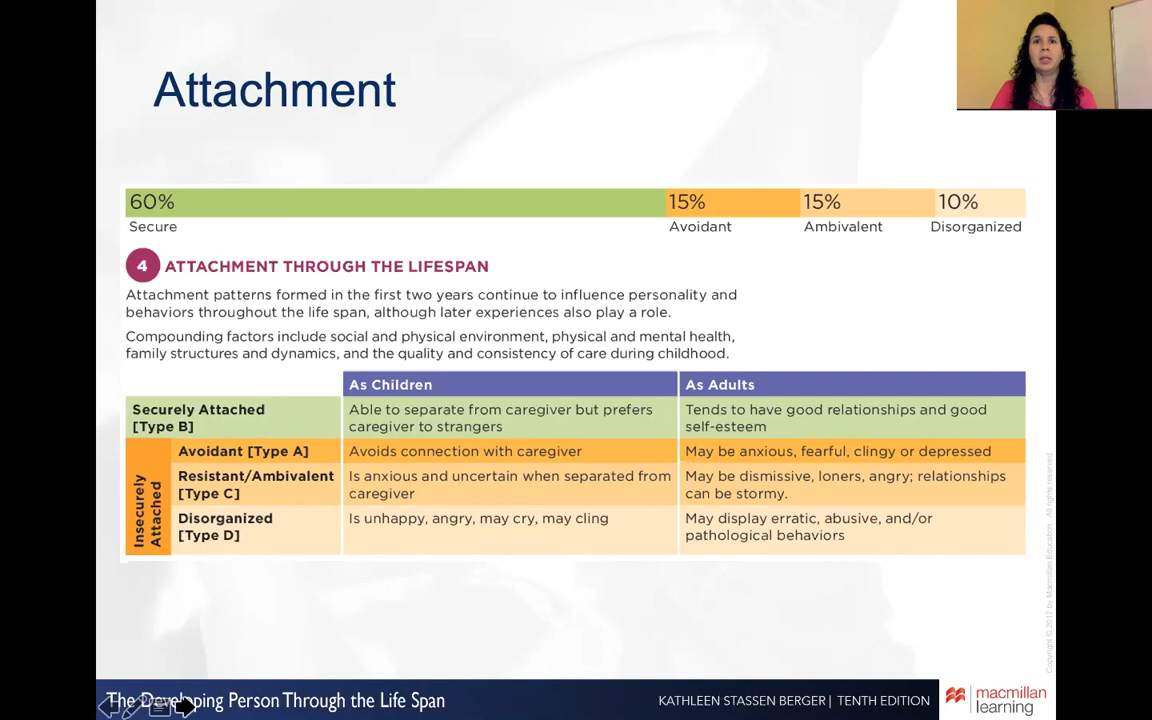 Attachment
60%
15%
15%
10%
Secure
Avoidant
Ambivalent
Disorganized
4 ATTACHMENT THROUGH THE LIFESPAN
Attachment patterns formed in the first two years continue to influence personality and
behaviors throughout the life span, although later experiences also play a role.
Compounding factors include social and physical environment, physical and mental health,
family structures and dynamics, and the quality and consistency of care during childhood.
As Children
As Adults
Securely Attached
[Type B]
Able to separate from caregiver but prefers
caregiver to strangers
Tends to have good relationships and good
self-esteem
Insecurely
Attached
Avoidant [Type A]
Avoids connection with caregiver
May be anxious, fearful, clingy or depressed
Resistant/Ambivalent
[Type C]
Is anxious and uncertain when separated from
caregiver
May be dismissive, loners, angry; relationships
can be stormy.
Disorganized
[Type D]
Is unhappy, angry, may cry, may cling
May display erratic, abusive, and/or
pathological behaviors
Copyright © 2017 by Macmillan Education. All rights reserved.
The Developing Person Through the Life Span
KATHLEEN STASSEN BERGER | TENTH EDITION
macmillan
learning